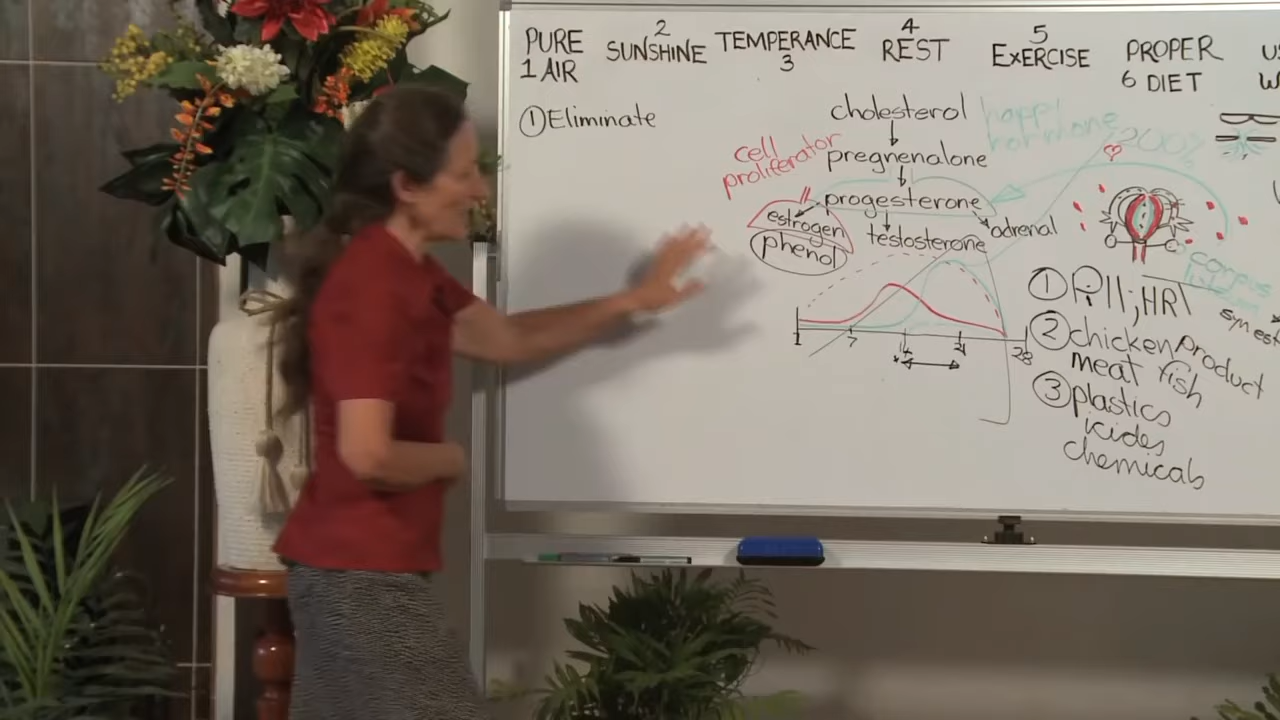 PURE
1 AIR
2
SUNSHINE
TEMPERANCE
3
4
REST
5
EXERCISE
PROPER
6 DIET
① Eliminate
cholesterol
pregnenalone
progesterone
adrenal
testosterone
cell
proliferator
estrogen
phenol
happy
hormone
200%
corpus
1
7
21
28
①
HRT
② chicken product
meat fish
③ plastics
icides
chemicals